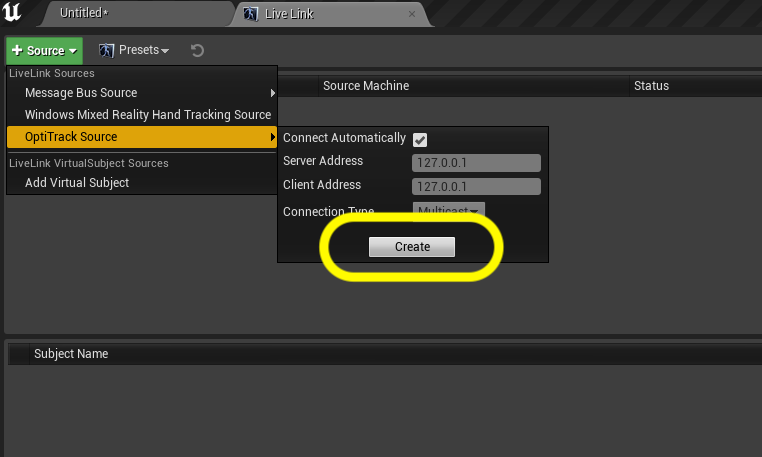 Untitled*
Live Link
Source
Presets
LiveLink Sources
Source Machine
Status
Message Bus Source
Windows Mixed Reality Hand Tracking Source
OptiTrack Source
Connect Automatically
Server Address
127.0.0.1
LiveLink VirtualSubject Sources
Add Virtual Subject
Client Address
127.0.0.1
Connection Type
Multicast
Create
Subject Name